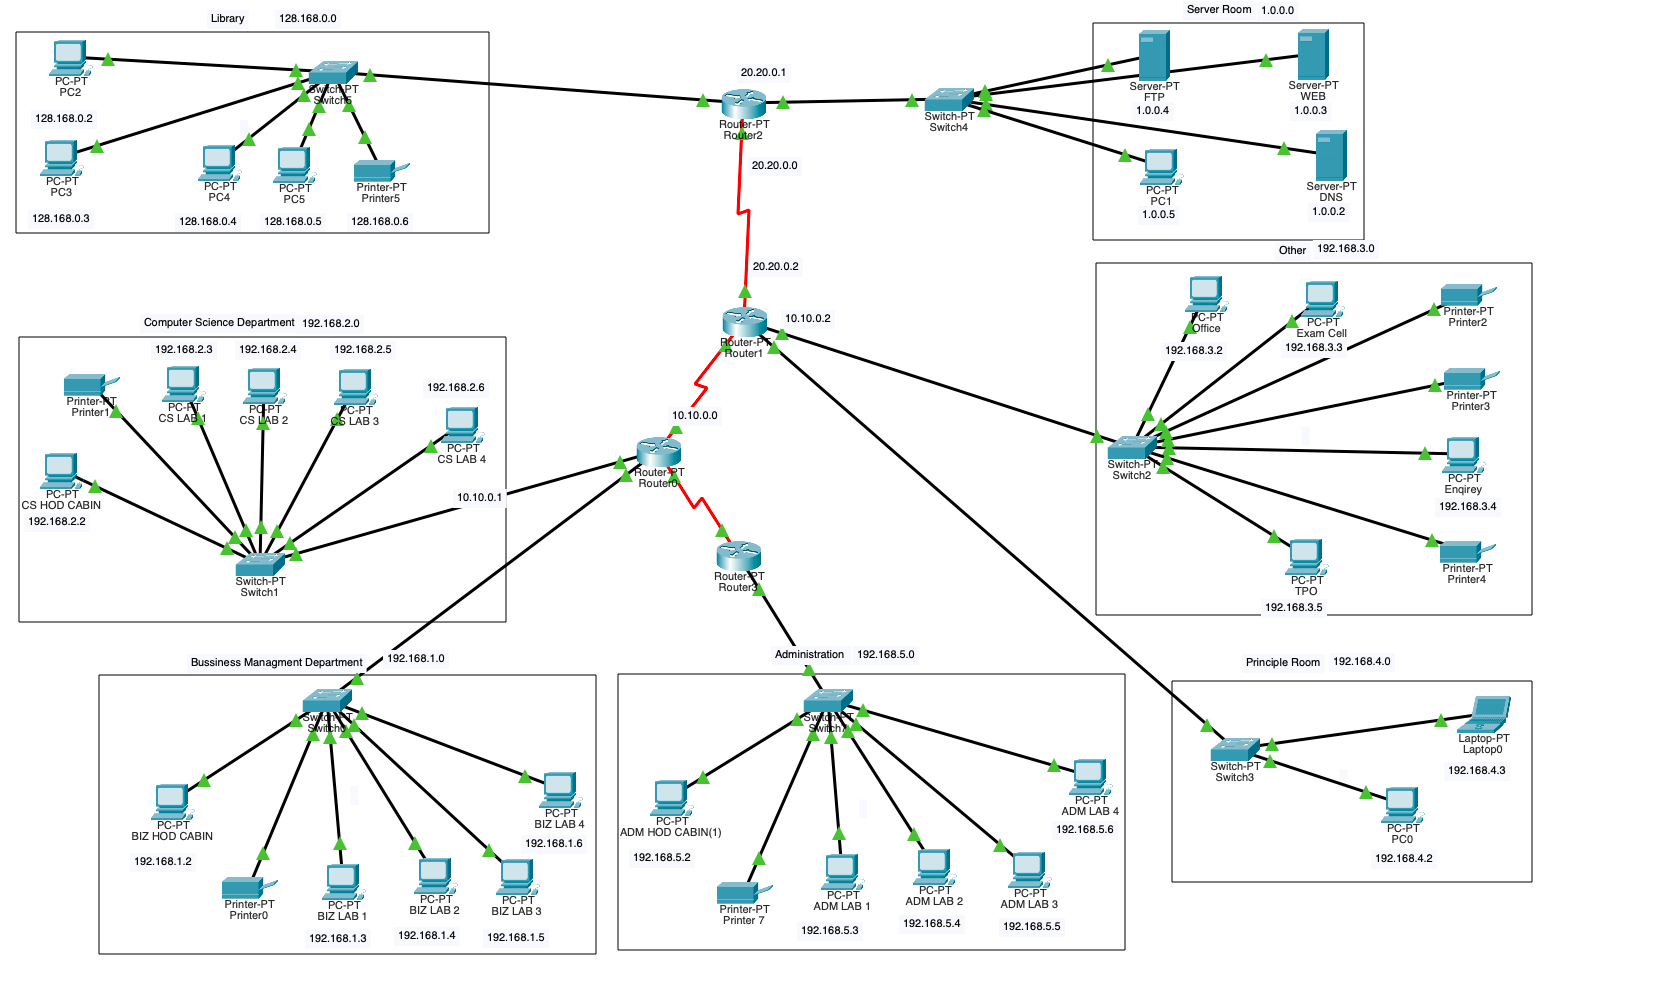 Library 128.168.0.0
PC-PT
PC2
128.168.0.2
PC-PT
PC3
128.168.0.3
Switch-PT
Switch5
PC-PT
PC4
128.168.0.4
PC-PT
PC5
128.168.0.5
Printer-PT
Printer5
128.168.0.6
20.20.0.1
Router-PT
Router2
20.20.0.0
20.20.0.2
Switch-PT
Switch4
Server Room 1.0.0.0
Server-PT
FTP
1.0.0.4
Server-PT
WEB
1.0.0.3
PC-PT
PC1
1.0.0.5
Server-PT
DNS
1.0.0.2
Other 192.168.3.0
PC-PT
Office
192.168.3.2
PC-PT
Exam Cell
192.168.3.3
Printer-PT
Printer2
Printer-PT
Printer3
PC-PT
Enqirey
192.168.3.4
Printer-PT
Printer4
PC-PT
TPO
192.168.3.5
Switch-PT
Switch2
Router-PT
Router1
10.10.0.2
10.10.0.0
Router-PT
Router0
10.10.0.1
Router-PT
Router3
Computer Science Department 192.168.2.0
192.168.2.3
192.168.2.4
192.168.2.5
192.168.2.6
Printer-PT
Printer1
PC-PT
CS LAB 1
PC-PT
CS LAB 2
PC-PT
CS LAB 3
PC-PT
CS LAB 4
PC-PT
CS HOD CABIN
192.168.2.2
Switch-PT
Switch1
Bussiness Managment Department 192.168.1.0
Switch-PT
Switch0
PC-PT
BIZ HOD CABIN
192.168.1.2
Printer-PT
Printer0
PC-PT
BIZ LAB 1
192.168.1.3
PC-PT
BIZ LAB 2
192.168.1.4
PC-PT
BIZ LAB 3
192.168.1.5
PC-PT
BIZ LAB 4
192.168.1.6
Administration 192.168.5.0
Switch-PT
PC-PT
ADM HOD CABIN(1)
192.168.5.2
Printer-PT
Printer 7
PC-PT
ADM LAB 1
192.168.5.3
PC-PT
ADM LAB 2
192.168.5.4
PC-PT
ADM LAB 3
192.168.5.5
PC-PT
ADM LAB 4
192.168.5.6
Principle Room 192.168.4.0
Switch-PT
Switch3
Laptop-PT
Laptop0
192.168.4.3
PC-PT
PC0
192.168.4.2